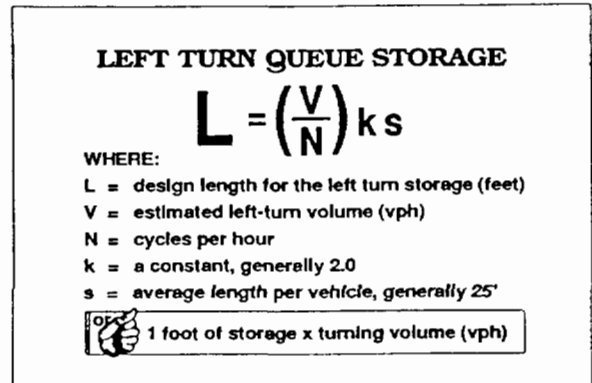 LEFT TURN QUEUE STORAGE
L = (V/N) k s
WHERE:
L = design length for the left turn storage (feet)
V = estimated left-turn volume (vph)
N = cycles per hour
k = a constant, generally 2.0
s = average length per vehicle, generally 25'
or 1 foot of storage x turning volume (vph)